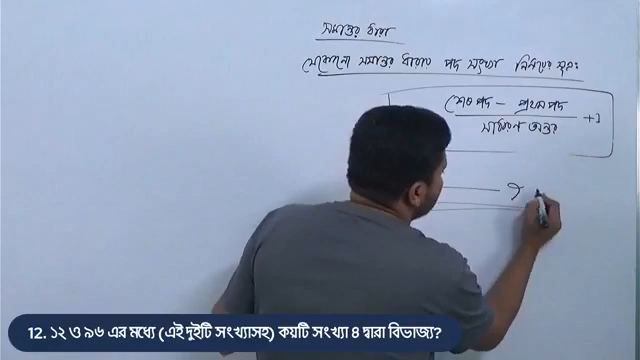 সমান্তর ধারা
যেকোনো সমান্তর ধারার পদ সংখ্যা নির্ণয়ের সূত্র:
শেষ পদ – প্রথম পদ
সাধারণ অন্তর
+1
12. ১২ ও ৯৬ এর মধ্যে (এই দুইটি সংখ্যাসহ) কয়টি সংখ্যা ৪ দ্বারা বিভাজ্য?